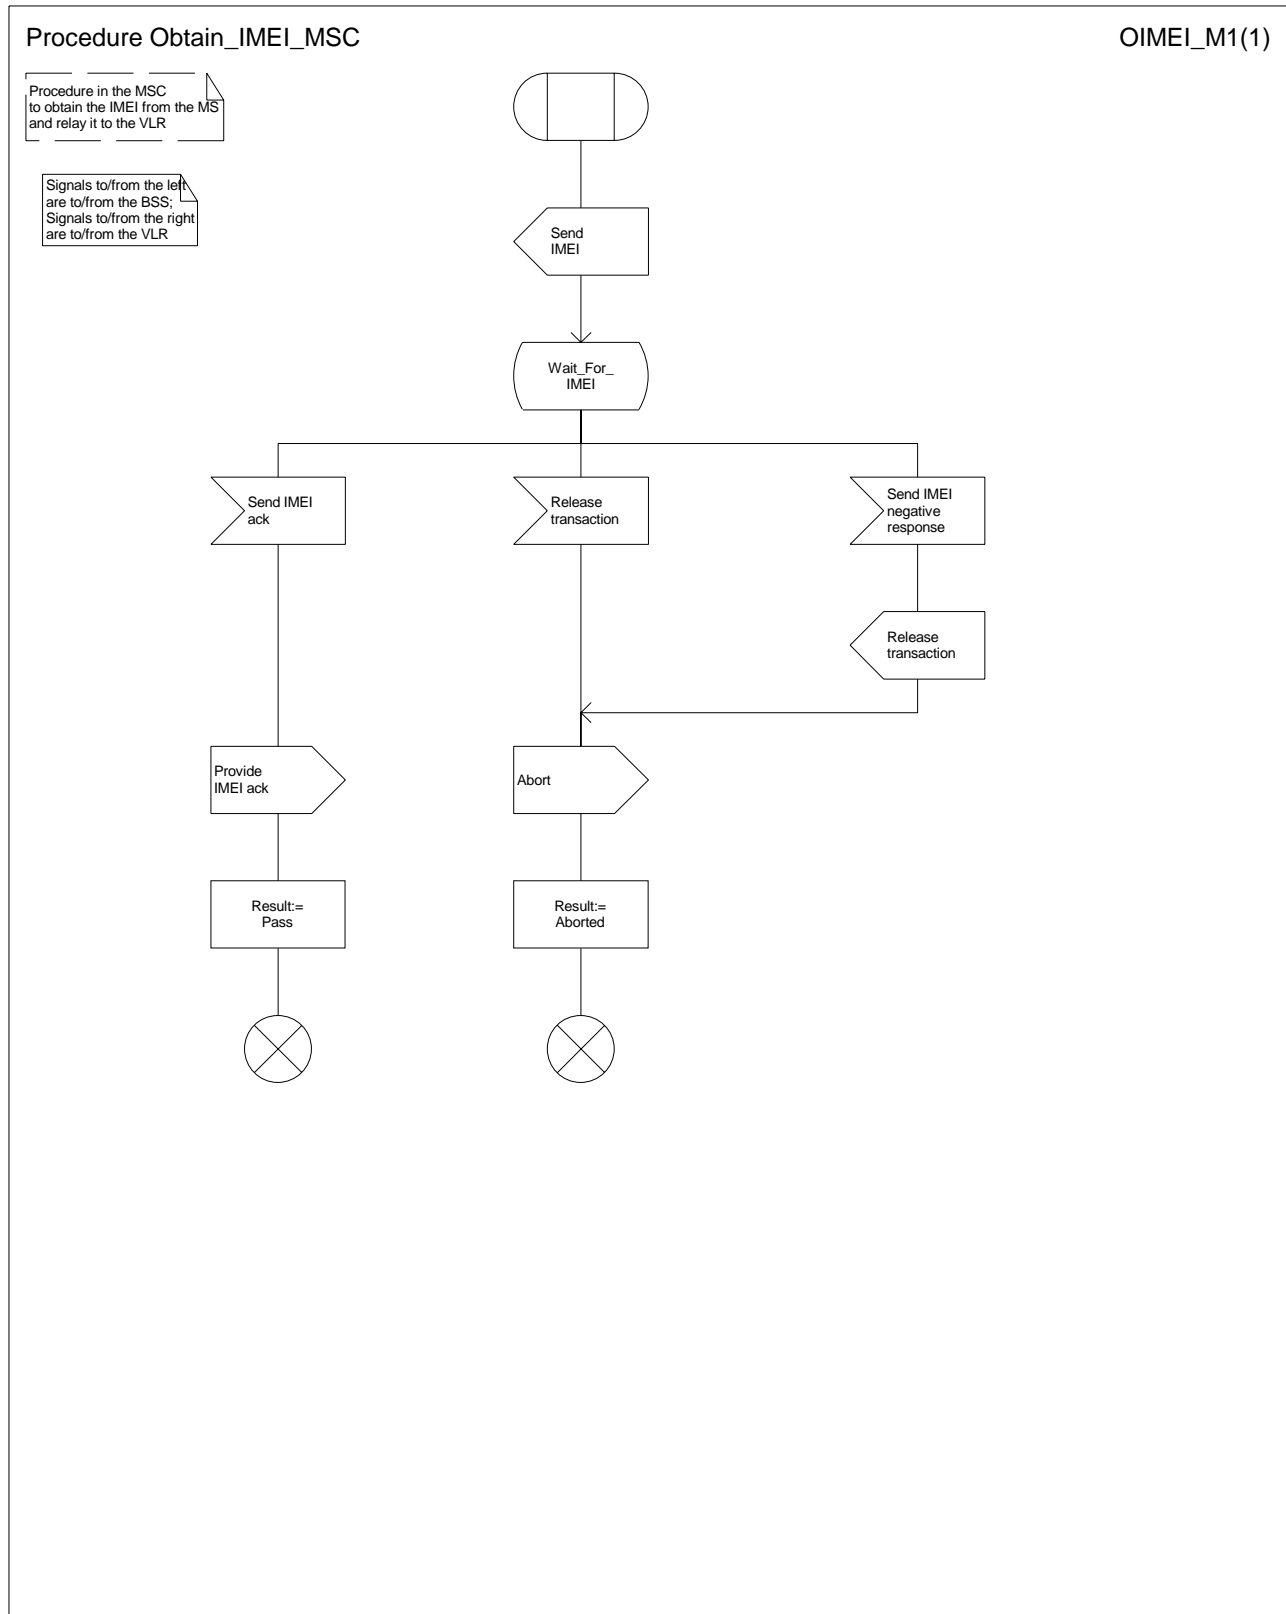 Procedure Obtain_IMEI_MSC
OIMEI_M1(1)
Procedure in the MSC
to obtain the IMEI from the MS
and relay it to the VLR
Signals to/from the left
are to/from the BSS;
Signals to/from the right
are to/from the VLR
Send
IMEI
Wait_For_
IMEI
Send IMEI
ack
Release
transaction
Send IMEI
negative
response
Release
transaction
Provide
IMEI ack
Abort
Result:=
Pass
Result:=
Aborted